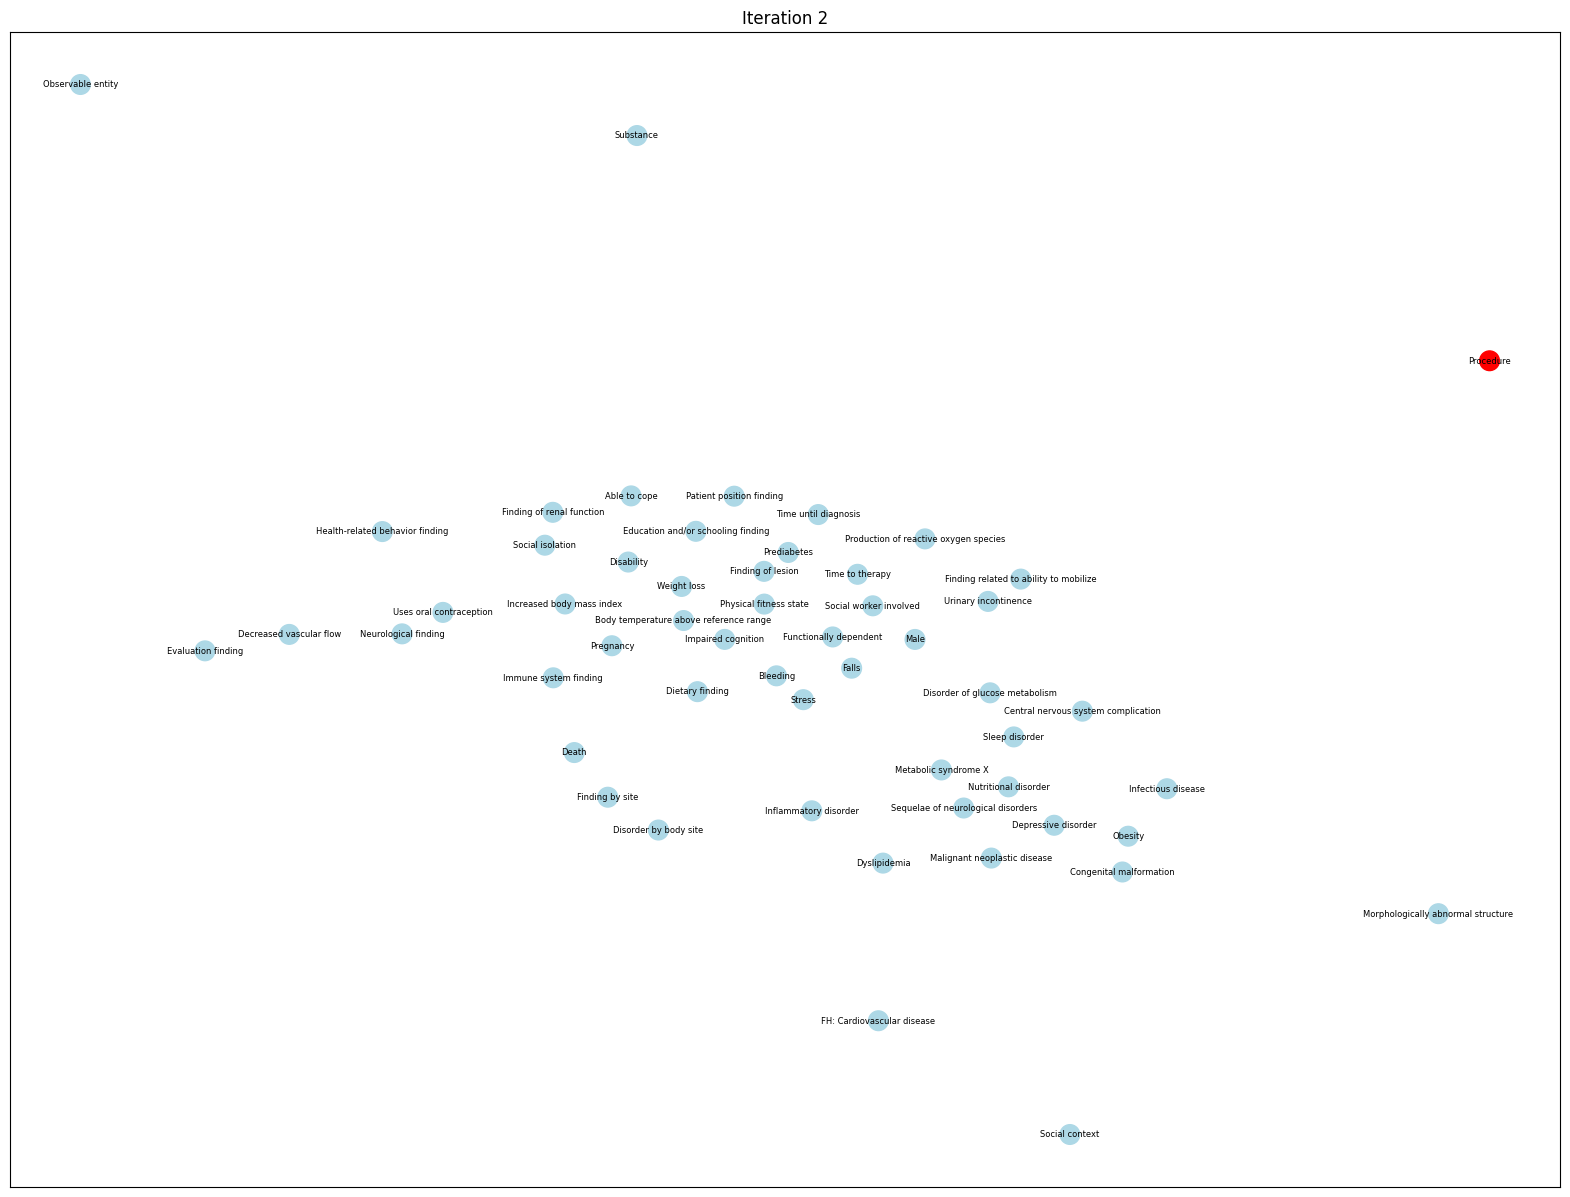 Iteration 2
Observable entity
Substance
Procedure
Able to cope
Patient position finding
Finding of renal function
Time until diagnosis
Health-related behavior finding
Education and/or schooling finding
Production of reactive oxygen species
Social isolation
Prediabetes
Disability
Finding of lesion
Time to therapy
Finding related to ability to mobilize
Weight loss
Urinary incontinence
Increased body mass index
Physical fitness state
Social worker involved
Uses oral contraception
Body temperature above reference range
Decreased vascular flow
Neurological finding
Functionally dependent
Impaired cognition
Male
Pregnancy
Evaluation finding
Falls
Bleeding
Immune system finding
Dietary finding
Disorder of glucose metabolism
Stress
Central nervous system complication
Sleep disorder
Death
Metabolic syndrome X
Nutritional disorder
Infectious disease
Finding by site
Sequelae of neurological disorders
Inflammatory disorder
Depressive disorder
Disorder by body site
Obesity
Malignant neoplastic disease
Dyslipidemia
Congenital malformation
Morphologically abnormal structure
FH: Cardiovascular disease
Social context